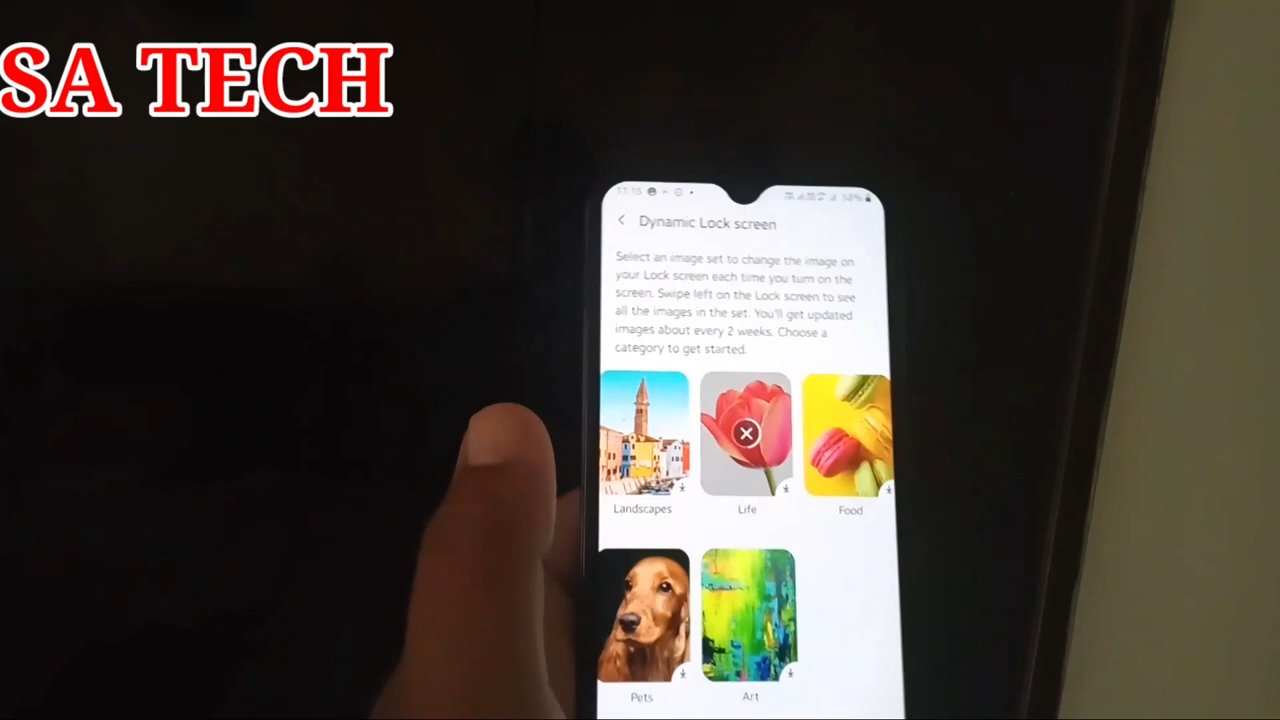 SA TECH
17:15
68%
Dynamic Lock screen
Select an image set to change the image on
your Lock screen each time you turn on the
screen. Swipe left on the Lock screen to see
all the images in the set. You'll get updated
images about every 2 weeks. Choose a
category to get started.
Landscapes
Life
Food
Pets
Art